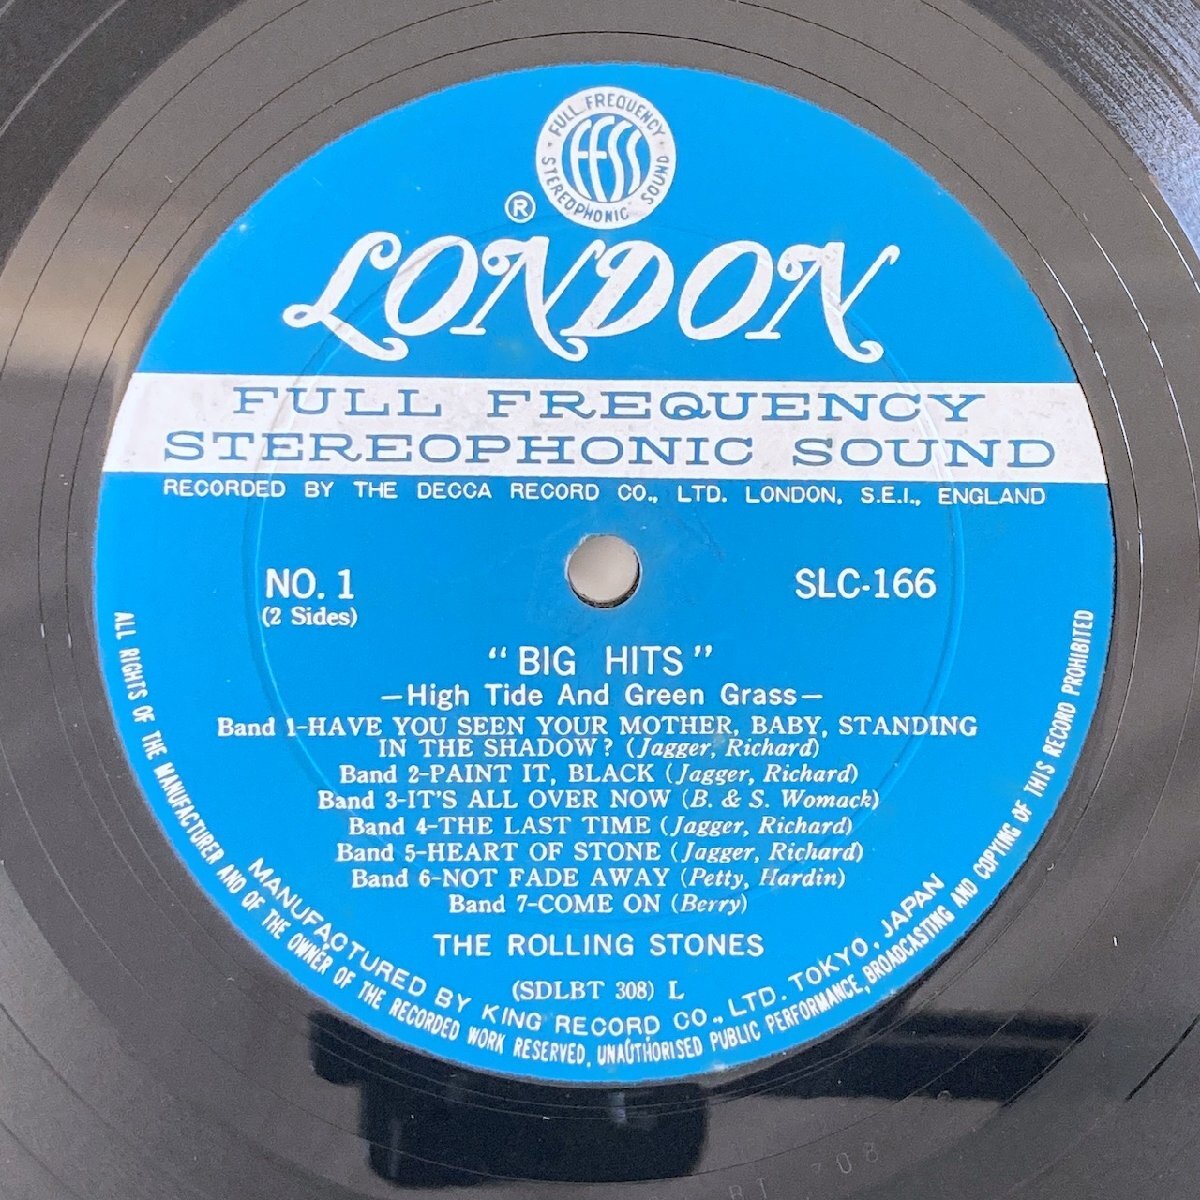 FULL FREQUENCY
FFSS
STEREOPHONIC SOUND
®
LONDON
FULL FREQUENCY
STEREOPHONIC SOUND
RECORDED BY THE DECCA RECORD CO., LTD. LONDON. S.E.I., ENGLAND
NO. 1
(2 Sides)
SLC-166
"BIG HITS"
—High Tide And Green Grass—
Band 1-HAVE YOU SEEN YOUR MOTHER, BABY, STANDING
IN THE SHADOW? (Jagger, Richard)
Band 2-PAINT IT, BLACK (Jagger, Richard)
Band 3-IT'S ALL OVER NOW (B. & S. Womack)
Band 4-THE LAST TIME (Jagger, Richard)
Band 5-HEART OF STONE (Jagger, Richard)
Band 6-NOT FADE AWAY (Petty, Hardin)
Band 7-COME ON (Berry)
THE ROLLING STONES
(SDLBT 308) L
MANUFACTURED BY KING RECORD CO., LTD. TOKYO, JAPAN
ALL RIGHTS OF THE MANUFACTURER AND OF THE OWNER OF THE RECORDED WORK RESERVED, UNAUTHORISED PUBLIC PERFORMANCE, BROADCASTING AND COPYING OF THIS RECORD PROHIBITED